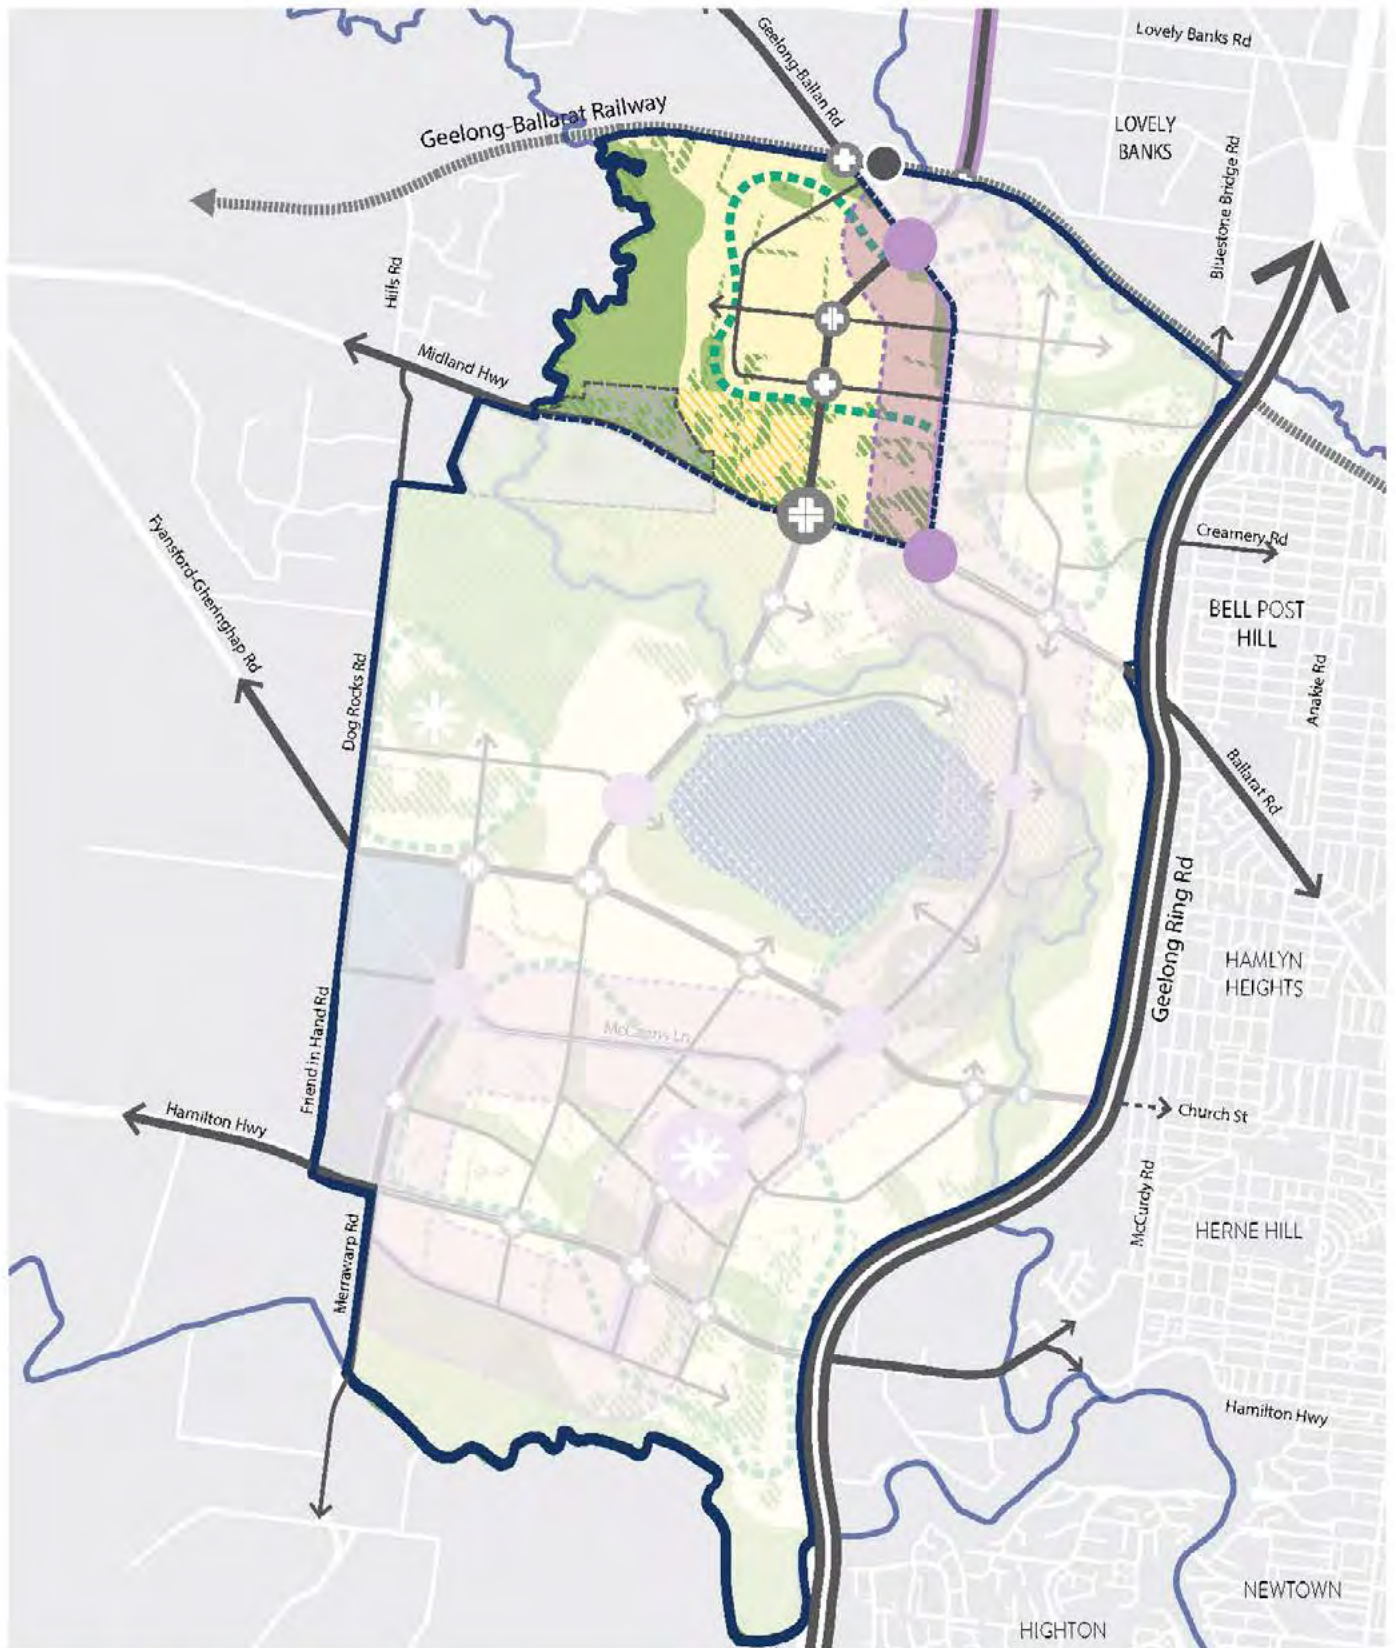 Lovely Banks Rd
Geelong-Ballan Rd
Geelong-Ballarat Railway
LOVELY
BANKS
Bluestone Bridge Rd
Hills Rd
Midland Hwy
Creamery Rd
Fyansford-Gheringhap Rd
BELL POST
HILL
Anakie Rd
Dog Rocks Rd
Ballarat Rd
Geelong Ring Rd
HAMLYN
HEIGHTS
Friend in Hand Rd
McCanns Ln
Hamilton Hwy
Church St
McCurdy Rd
HERNE HILL
Merrawarp Rd
Hamilton Hwy
NEWTOWN
HIGHTON